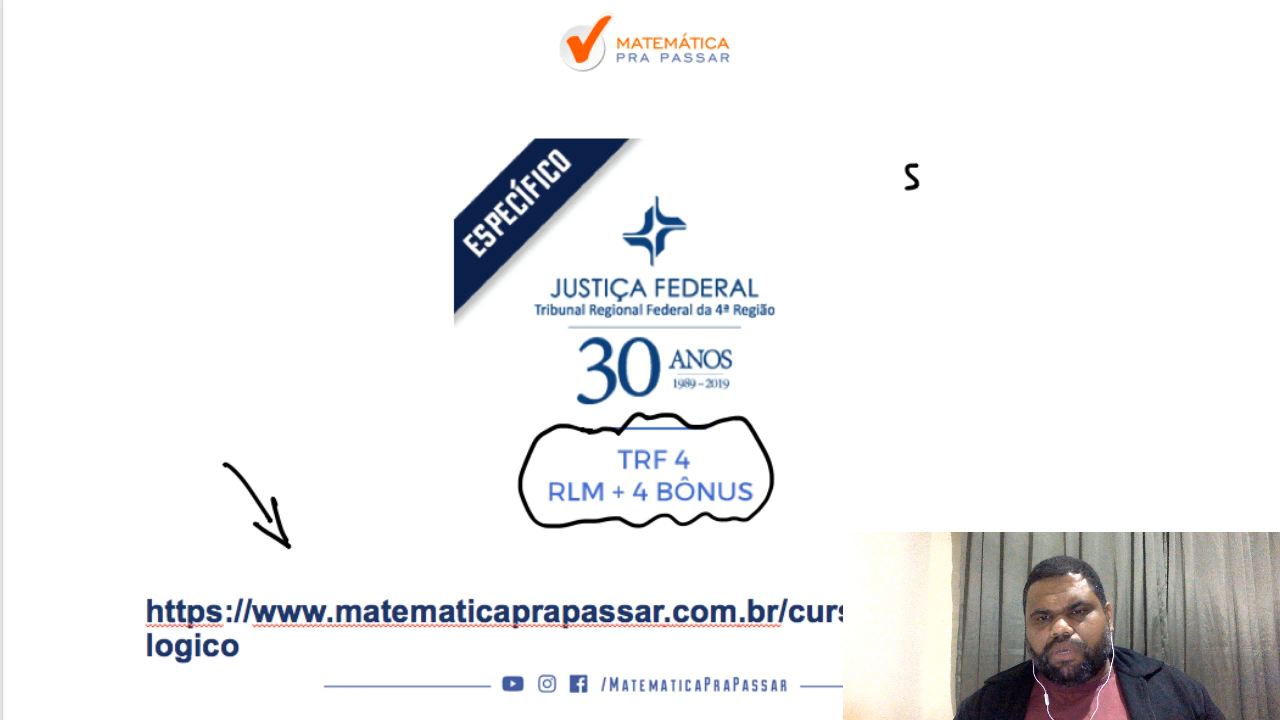 MATEMÁTICA
PRA PASSAR
ESPECÍFICO
S
JUSTIÇA FEDERAL
Tribunal Regional Federal da 4ª Região
30 ANOS
1989-2019
TRF 4
RLM + 4 BÔNUS
https://www.matematicaprapassar.com.br/curs
logico
/MATEMATICAPRAPASSAR